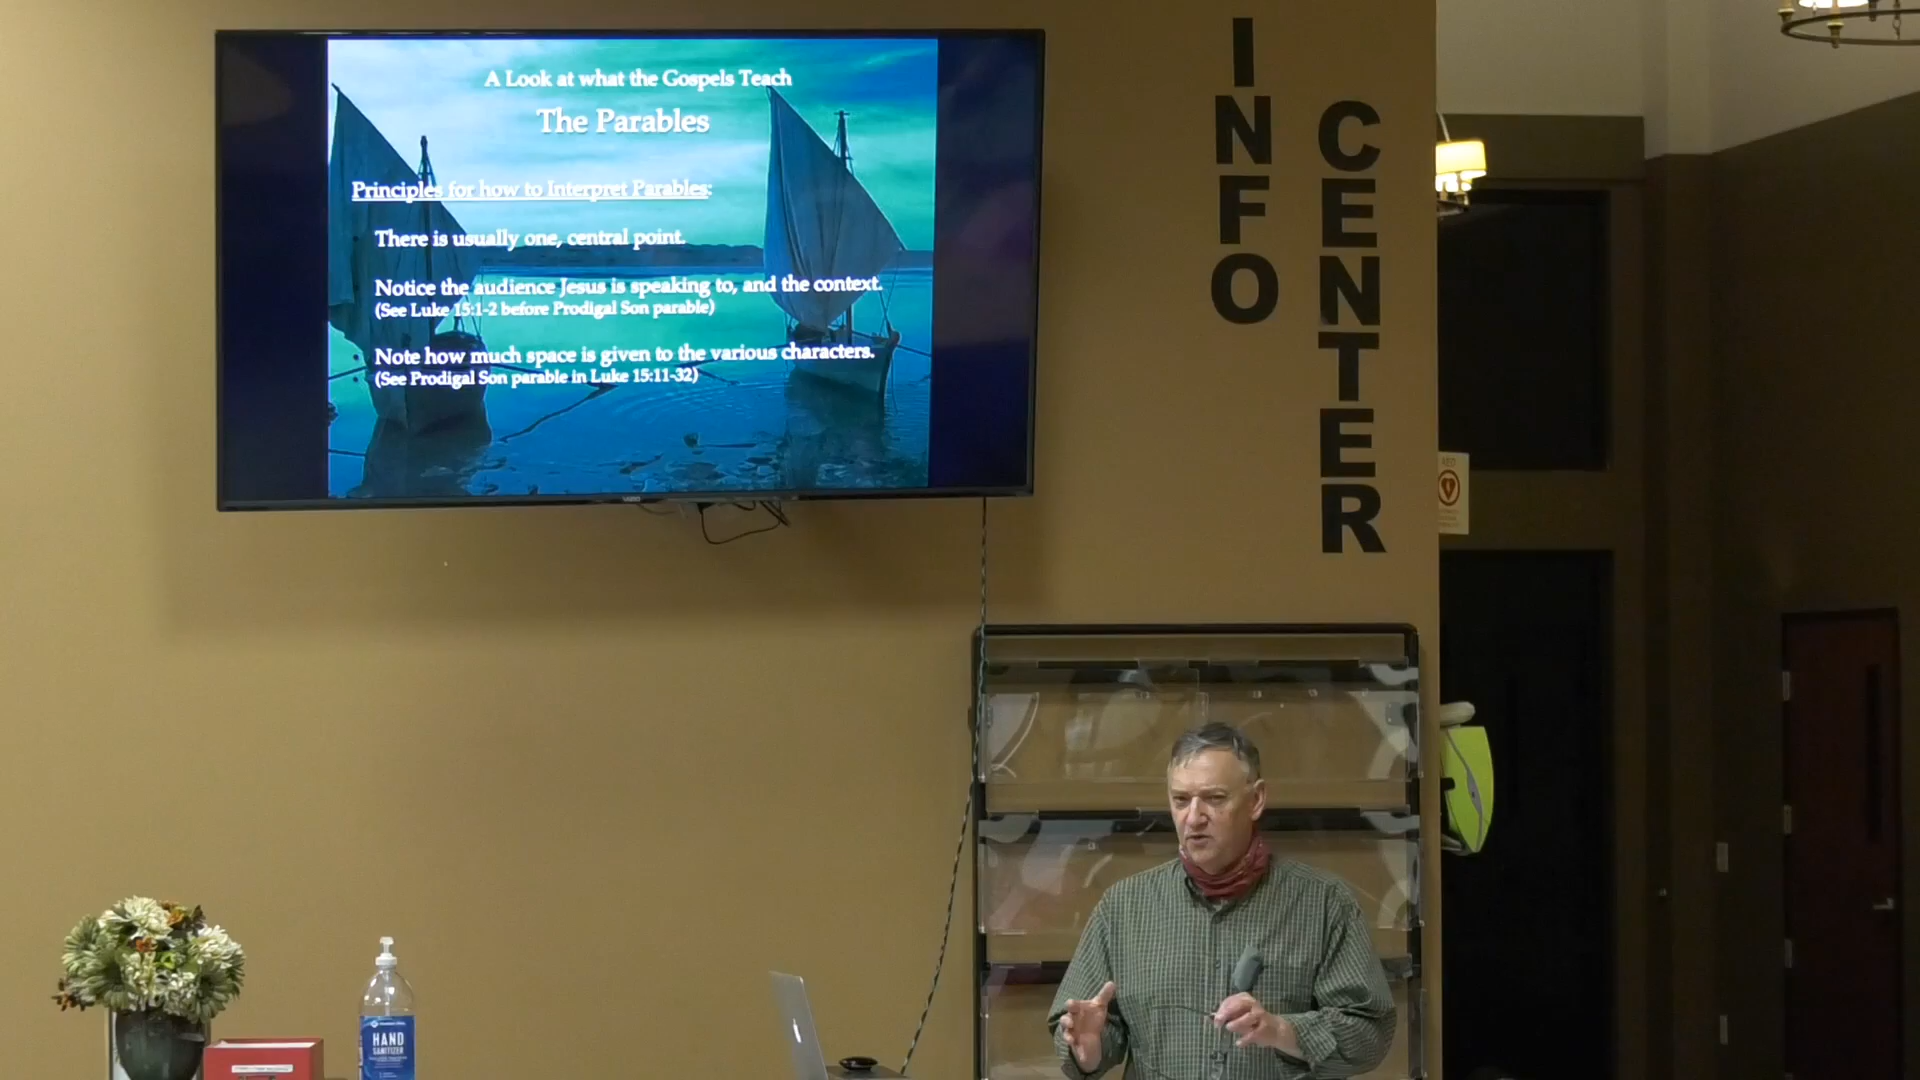 A Look at what the Gospels Teach
The Parables
Principles for how to Interpret Parables:
There is usually one, central point.
Notice the audience Jesus is speaking to, and the context.
(See Luke 15:1-2 before Prodigal Son parable)
Note how much space is given to the various characters.
(See Prodigal Son parable in Luke 15:11-32)
VIZIO
INFO
CENTER
AED
HAND
SANITIZER